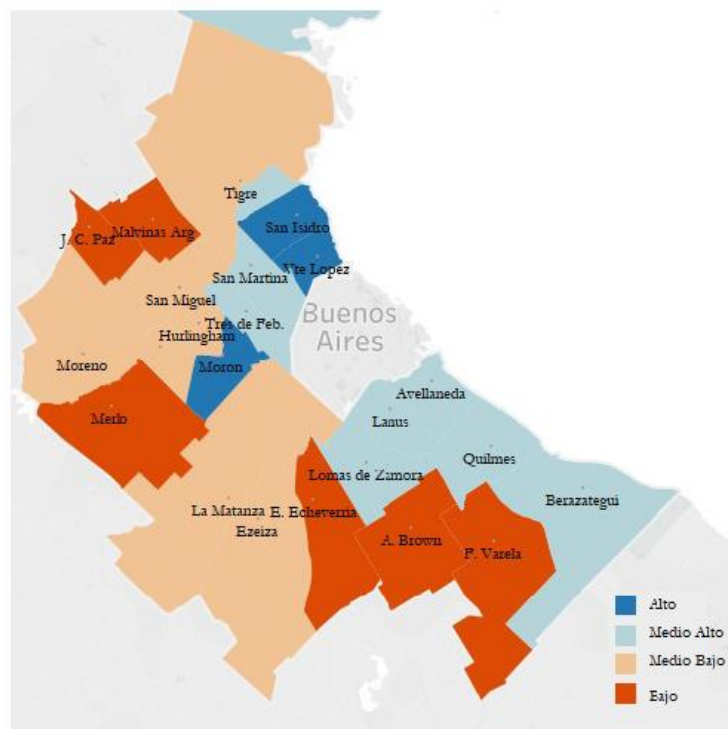 Tigre
San Isidro
J. C. Paz
Malvinas Arg
Vte Lopez
San Martina
San Miguel
Buenos
Aires
Tres de Feb.
Hurlingham
Moreno
Moron
Avellaneda
Merlo
Lanus
Quilmes
Lomas de Zamora
Berazategui
La Matanza
E. Echeverria
Ezeiza
A. Brown
F. Varela
Alto
Medio Alto
Medio Bajo
Bajo